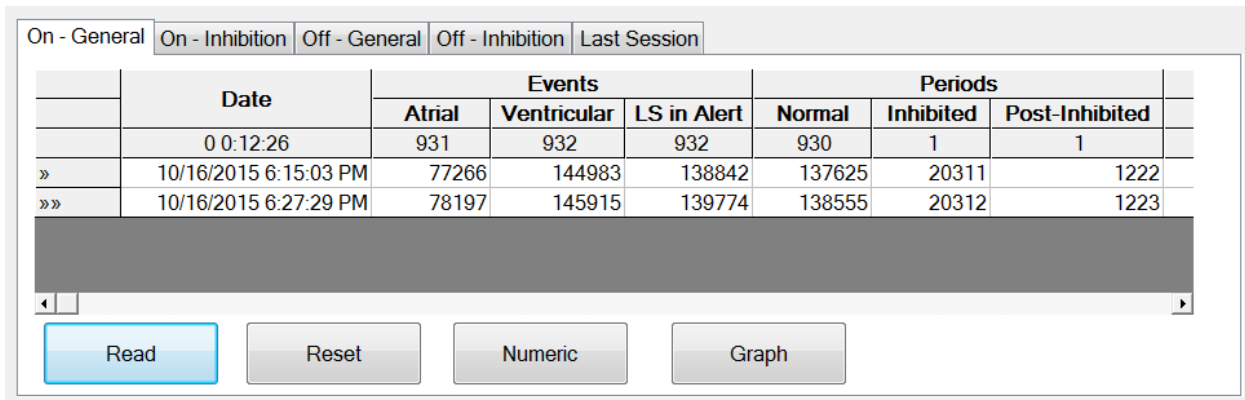 On - General On - Inhibition Off - General Off - Inhibition Last Session
Date Events Periods
Atrial Ventricular LS in Alert Normal Inhibited Post-Inhibited
0 0:12:26 931 932 932 930 1 1
» 10/16/2015 6:15:03 PM 77266 144983 138842 137625 20311 1222
»» 10/16/2015 6:27:29 PM 78197 145915 139774 138555 20312 1223
Read Reset Numeric Graph